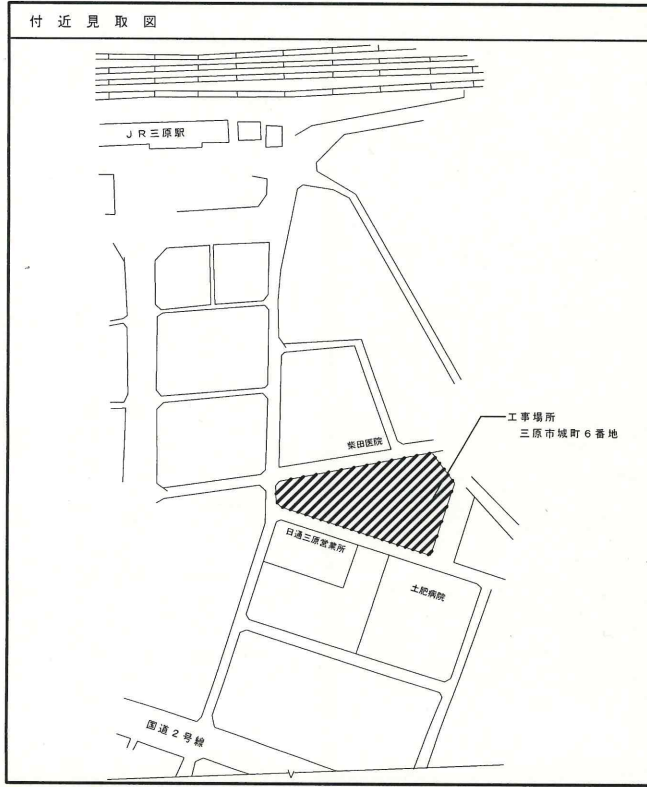 付近見取図
JR三原駅
工事場所
三原市城町6番地
柴田医院
日通三原営業所
土肥病院
国道2号線